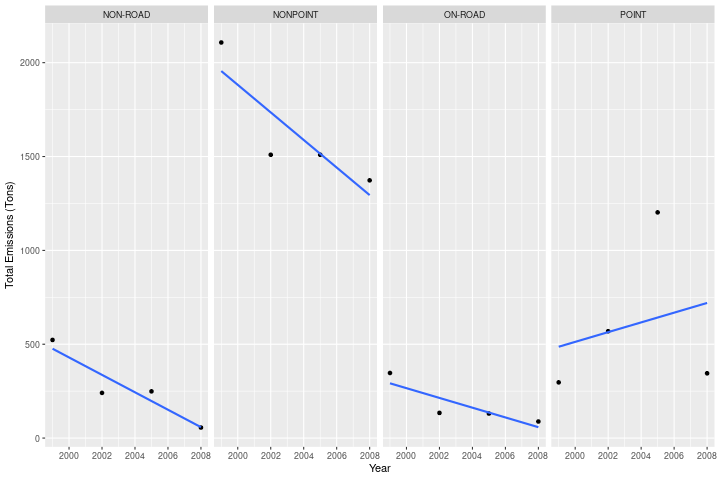 NON-ROAD NONPOINT ON-ROAD POINT
Total Emissions (Tons)
2000
1500
1000
500
0
2000 2002 2004 2006 2008 2000 2002 2004 2006 2008 2000 2002 2004 2006 2008 2000 2002 2004 2006 2008
Year